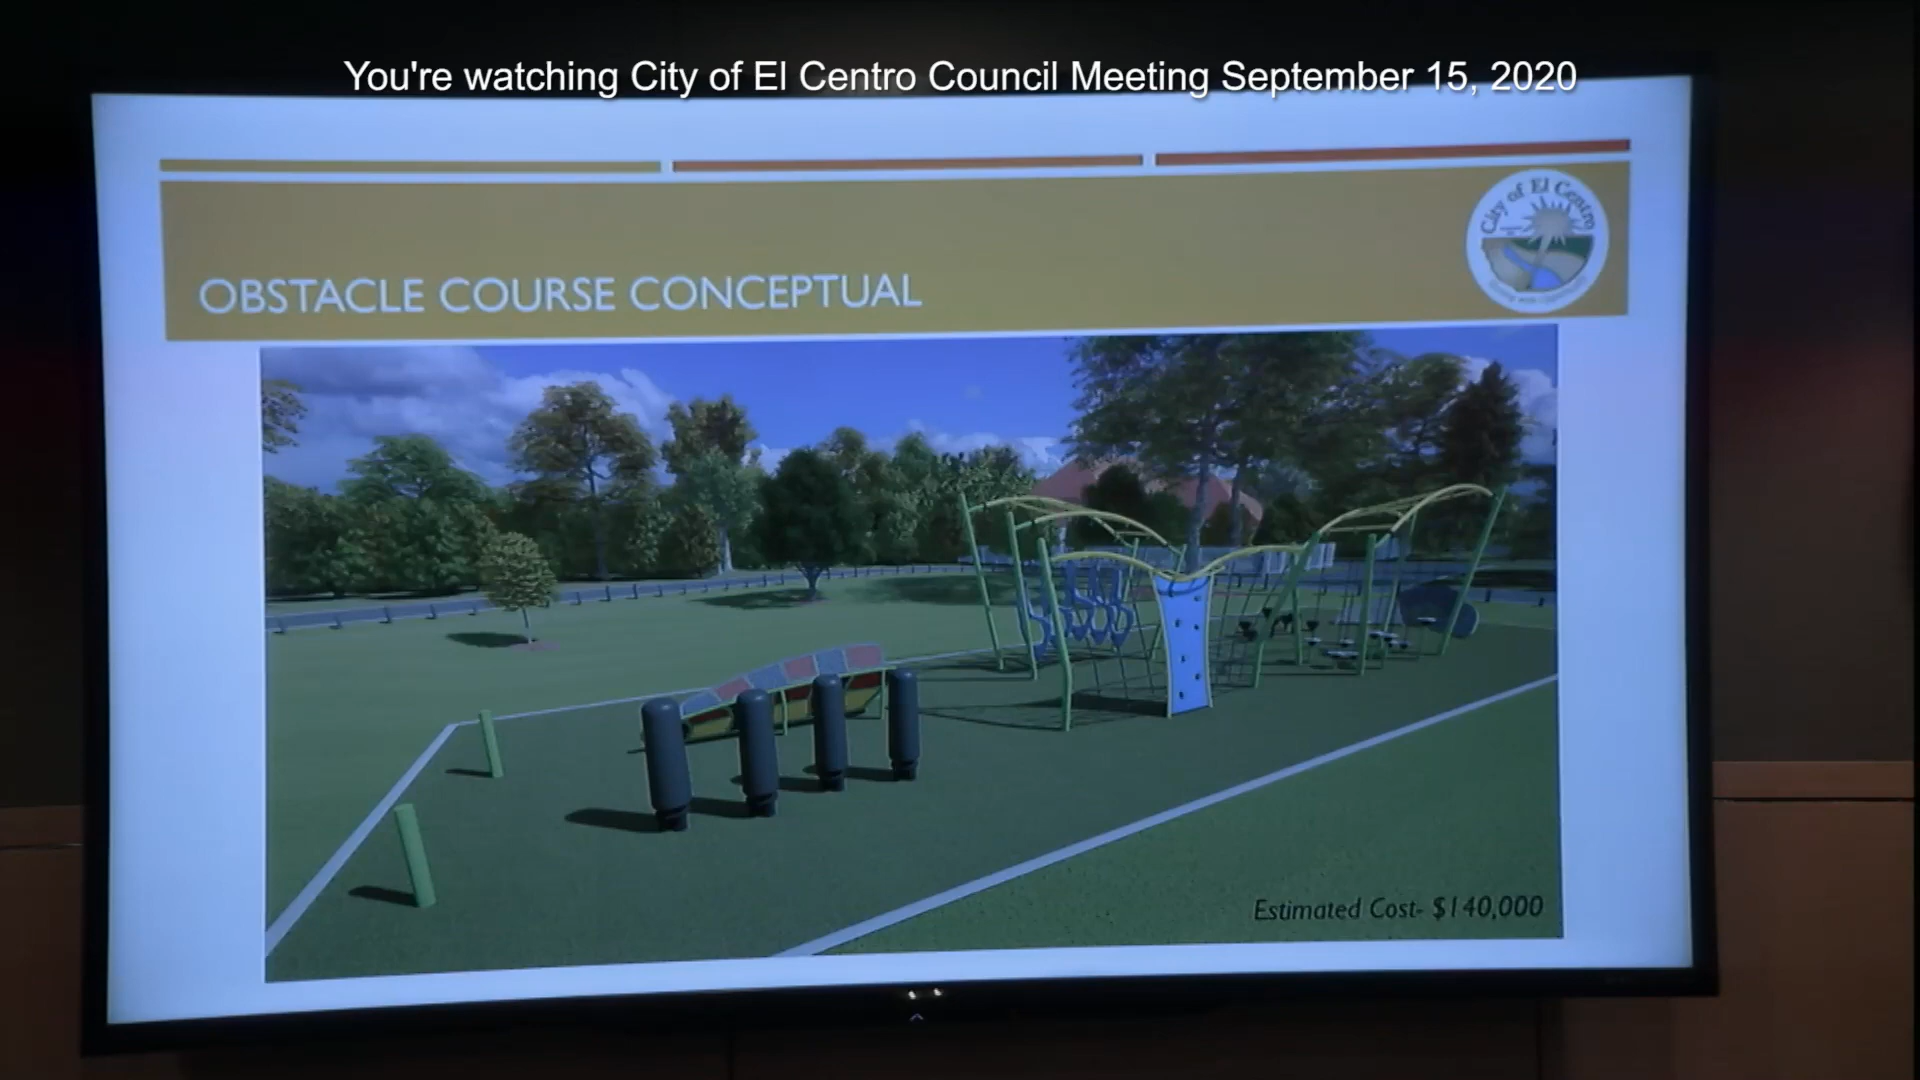 You're watching City of El Centro Council Meeting September 15, 2020
City of El Centro
OBSTACLE COURSE CONCEPTUAL
Estimated Cost- $140,000